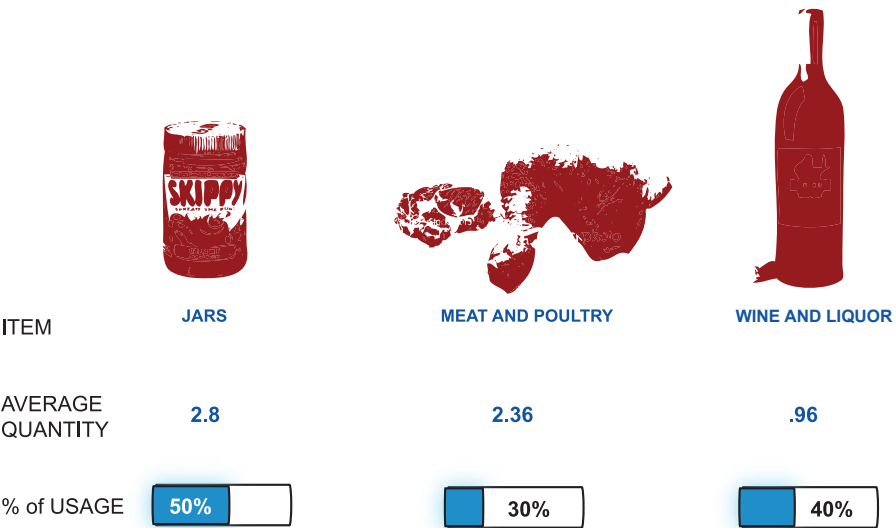 SKIPPY
ITEM
JARS
MEAT AND POULTRY
WINE AND LIQUOR
AVERAGE
QUANTITY
2.8
2.36
.96
% of USAGE
50%
30%
40%